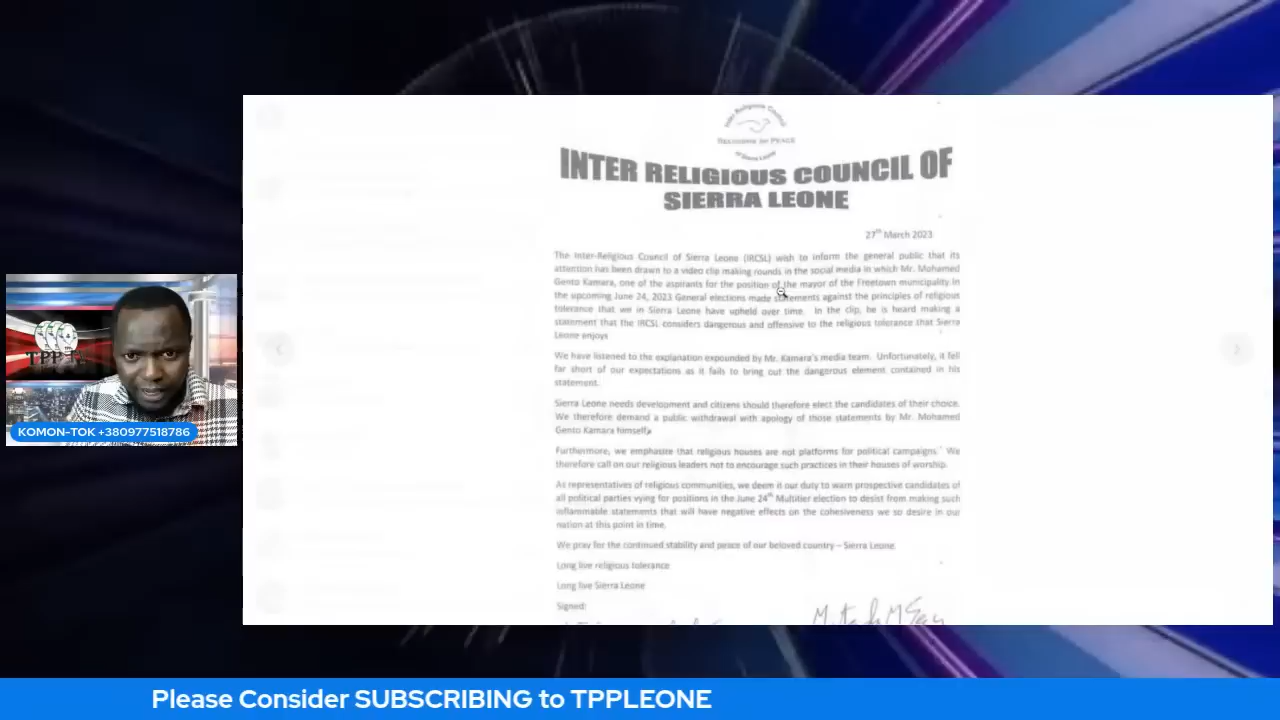 Inter Religious Council
RELIGIONS for PEACE
of Sierra Leone
INTER RELIGIOUS COUNCIL OF
SIERRA LEONE
27th March 2023
The Inter-Religious Council of Sierra Leone (IRCSL) wish to inform the general public that its
attention has been drawn to a video clip making rounds in the social media in which Mr. Mohamed
Gento Kamara, one of the aspirants for the position of the mayor of the Freetown municipality in
the upcoming June 24, 2023 General elections made statements against the principles of religious
tolerance that we in Sierra Leone have upheld over time. In the clip, he is heard making a
statement that the IRCSL considers dangerous and offensive to the religious tolerance that Sierra
Leone enjoys
We have listened to the explanation expounded by Mr. Kamara's media team. Unfortunately, it fell
far short of our expectations as it fails to bring out the dangerous element contained in his
statement.
Sierra Leone needs development and citizens should therefore elect the candidates of their choice.
We therefore demand a public withdrawal with apology of those statements by Mr. Mohamed
Gento Kamara himself.
Furthermore, we emphasize that religious houses are not platforms for political campaigns. We
therefore call on our religious leaders not to encourage such practices in their houses of worship.
As representatives of religious communities, we deem it our duty to warn prospective candidates of
all political parties vying for positions in the June 24th Multitier election to desist from making such
inflammable statements that will have negative effects on the cohesiveness we so desire in our
nation at this point in time.
We pray for the continued stability and peace of our beloved country – Sierra Leone.
Long live religious tolerance
Long live Sierra Leone
Signed:
TPP TV
KOMON-TOK +380977518786
Please Consider SUBSCRIBING to TPPLEONE